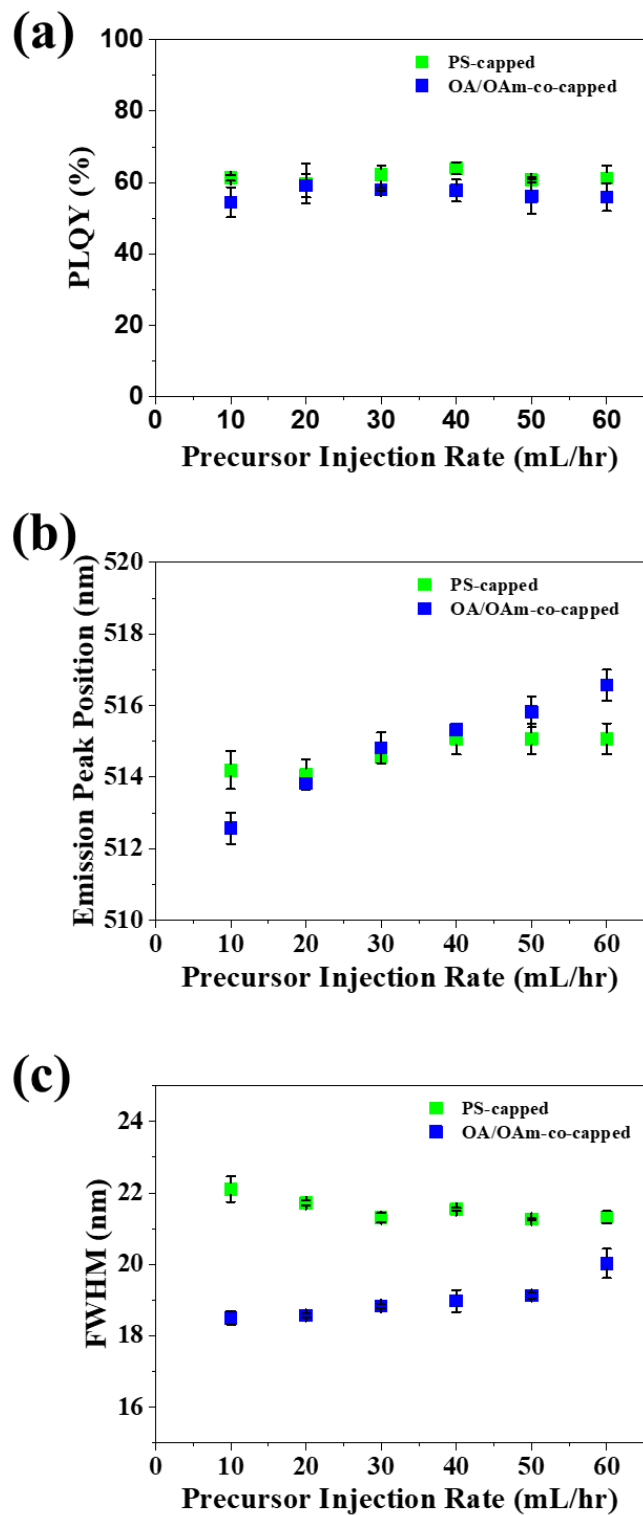 (a)
100
80
60
40
20
0
PLQY (%)
PS-capped
OA/OAm-co-capped
0 10 20 30 40 50 60
Precursor Injection Rate (mL/hr)
(b)
520
518
516
514
512
510
Emission Peak Position (nm)
PS-capped
OA/OAm-co-capped
0 10 20 30 40 50 60
Precursor Injection Rate (mL/hr)
(c)
24
22
20
18
16
FWHM (nm)
PS-capped
OA/OAm-co-capped
0 10 20 30 40 50 60
Precursor Injection Rate (mL/hr)